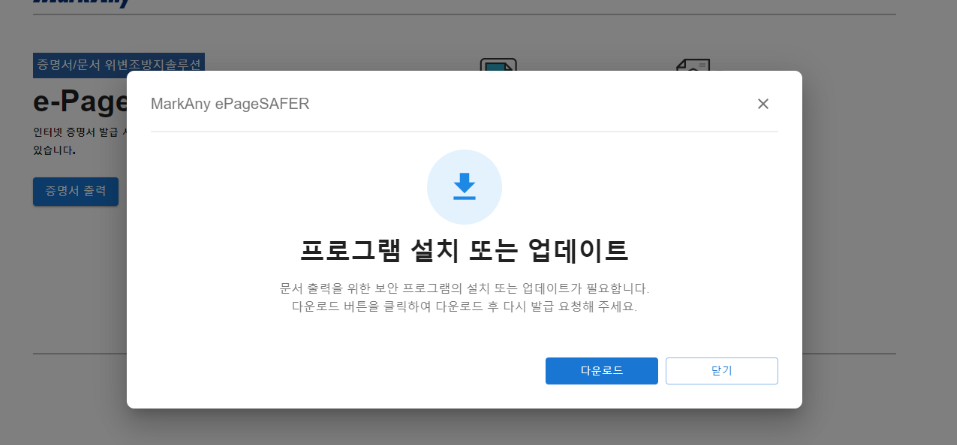 증명서/문서 위변조방지솔루션
e-Page
인터넷 증명서 발급
있습니다.
증명서 출력
MarkAny ePageSAFER
프로그램 설치 또는 업데이트
문서 출력을 위한 보안 프로그램의 설치 또는 업데이트가 필요합니다.
다운로드 버튼을 클릭하여 다운로드 후 다시 발급 요청해 주세요.
다운로드
닫기